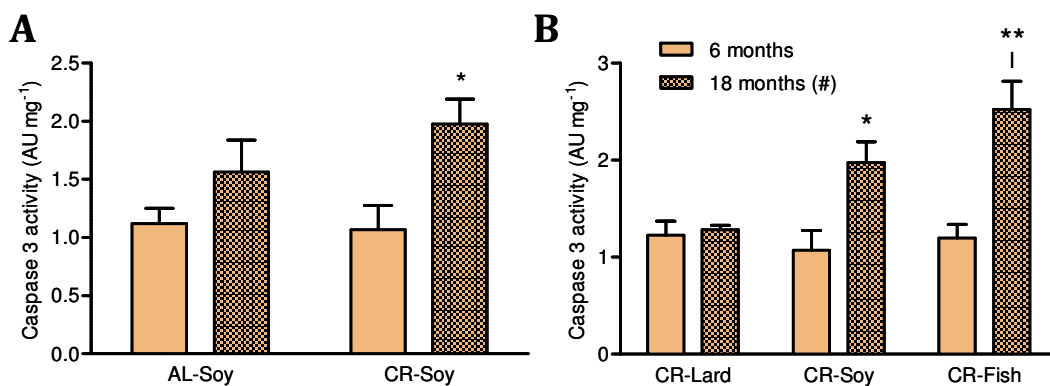 A
Caspase 3 activity (AU mg-1)
2.5
2.0
1.5
1.0
0.5
0.0
*
AL-Soy
CR-Soy
B
6 months
18 months (#)
Caspase 3 activity (AU mg-1)
3
2
1
0
*
**
CR-Lard
CR-Soy
CR-Fish